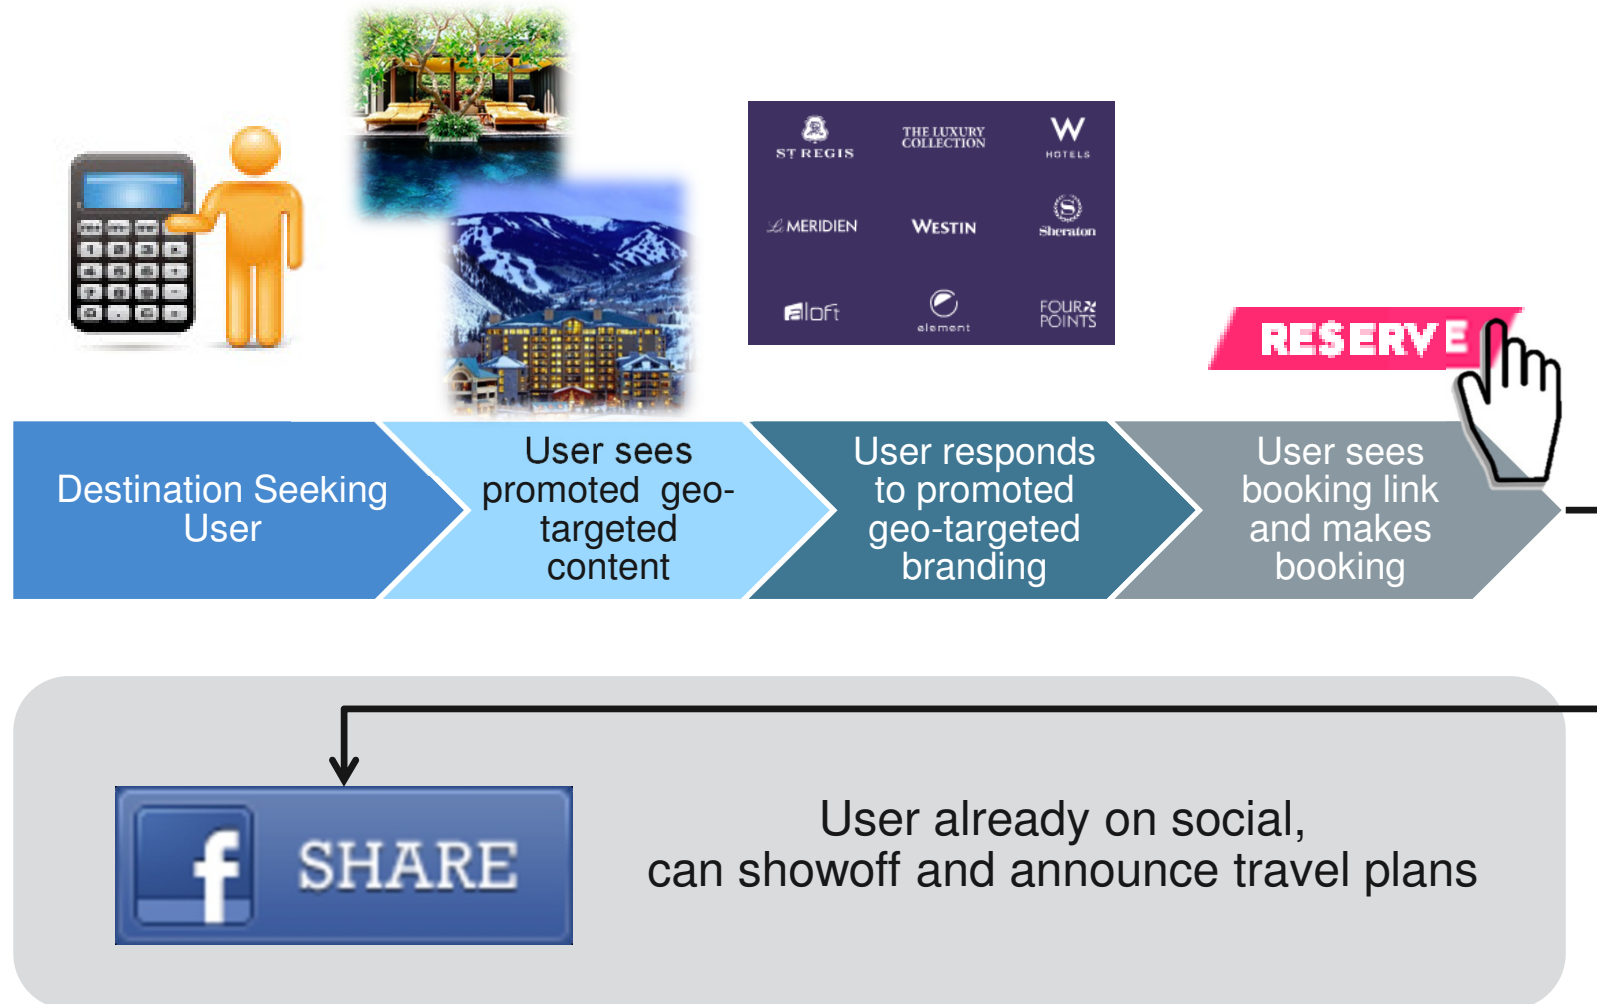 ST REGIS
THE LUXURY
COLLECTION
W
HOTELS
Le MERIDIEN
WESTIN
S
Sheraton
aloft
element
FOUR
POINTS
RESERVE
Destination Seeking
User
User sees
promoted geo-
targeted
content
User responds
to promoted
geo-targeted
branding
User sees
booking link
and makes
booking
f SHARE
User already on social,
can showoff and announce travel plans